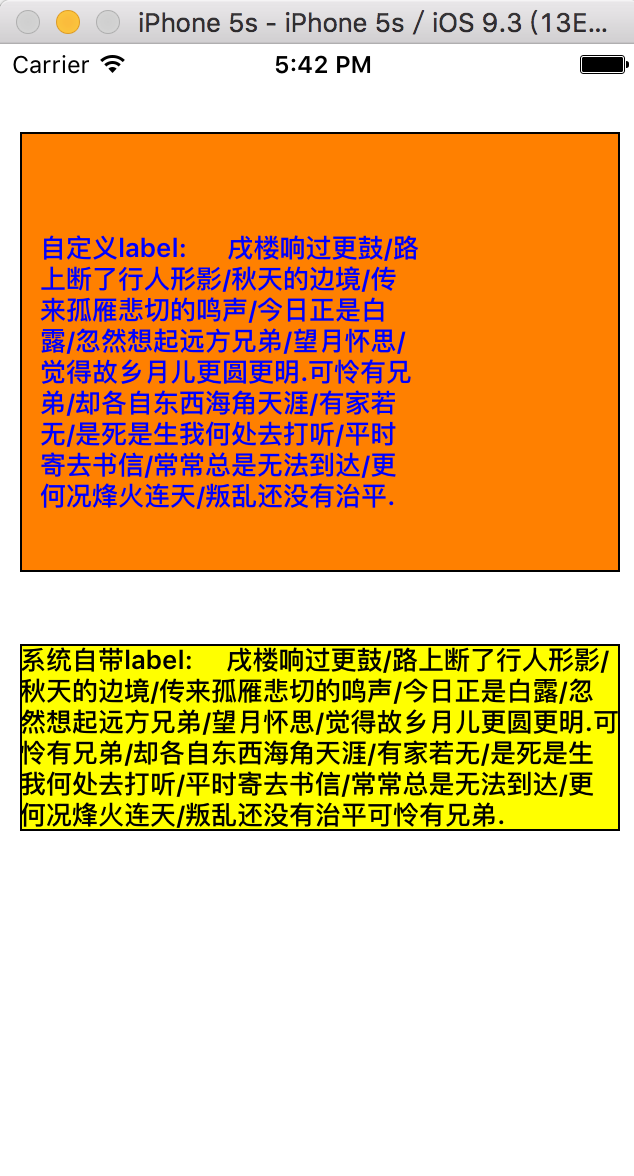 iPhone 5s - iPhone 5s / iOS 9.3 (13E...
Carrier 5:42 PM
自定义label:      戌楼响过更鼓/路
上断了行人形影/秋天的边境/传
来孤雁悲切的鸣声/今日正是白
露/忽然想起远方兄弟/望月怀思/
觉得故乡月儿更圆更明.可怜有兄
弟/却各自东西海角天涯/有家若
无/是死是生我何处去打听/平时
寄去书信/常常总是无法到达/更
何况烽火连天/叛乱还没有治平.
系统自带label:     戌楼响过更鼓/路上断了行人形影/
秋天的边境/传来孤雁悲切的鸣声/今日正是白露/忽
然想起远方兄弟/望月怀思/觉得故乡月儿更圆更明.可
怜有兄弟/却各自东西海角天涯/有家若无/是死是生
我何处去打听/平时寄去书信/常常总是无法到达/更
何况烽火连天/叛乱还没有治平可怜有兄弟.